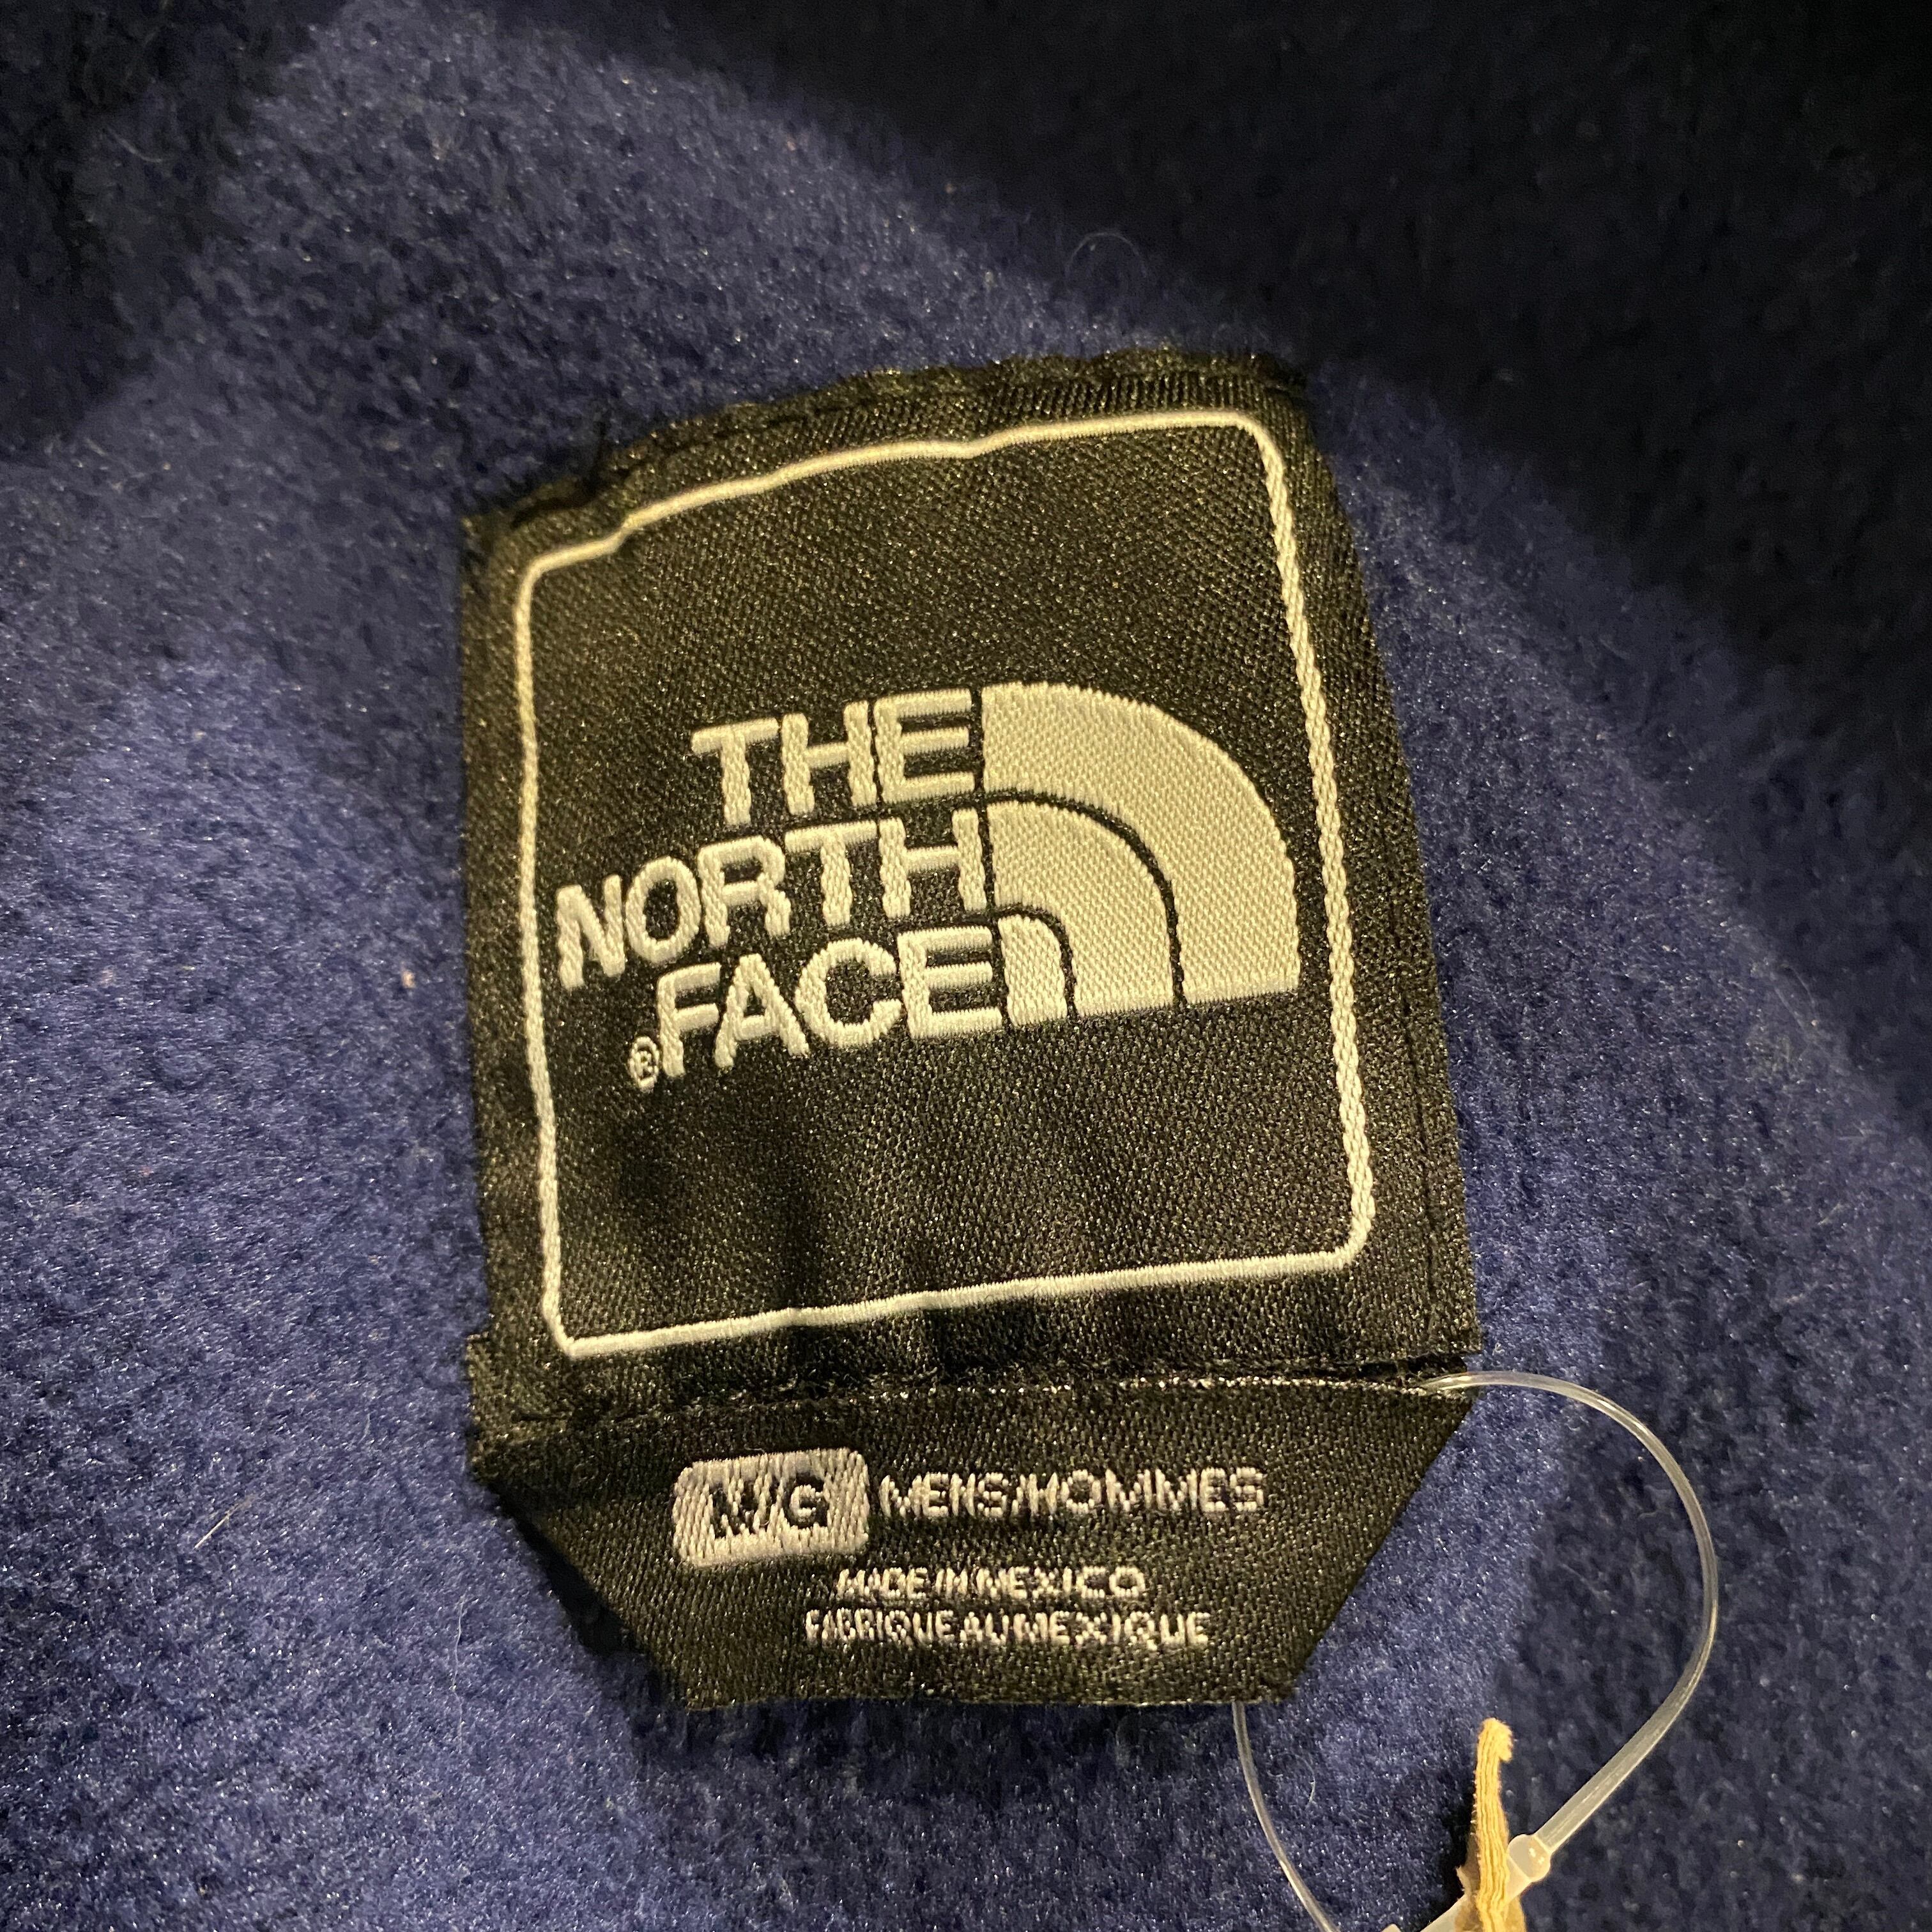 THE
NORTH
FACE®
M/G MENS/HOMMES
MADE IN MEXICO
FABRIQUE AU MEXIQUE